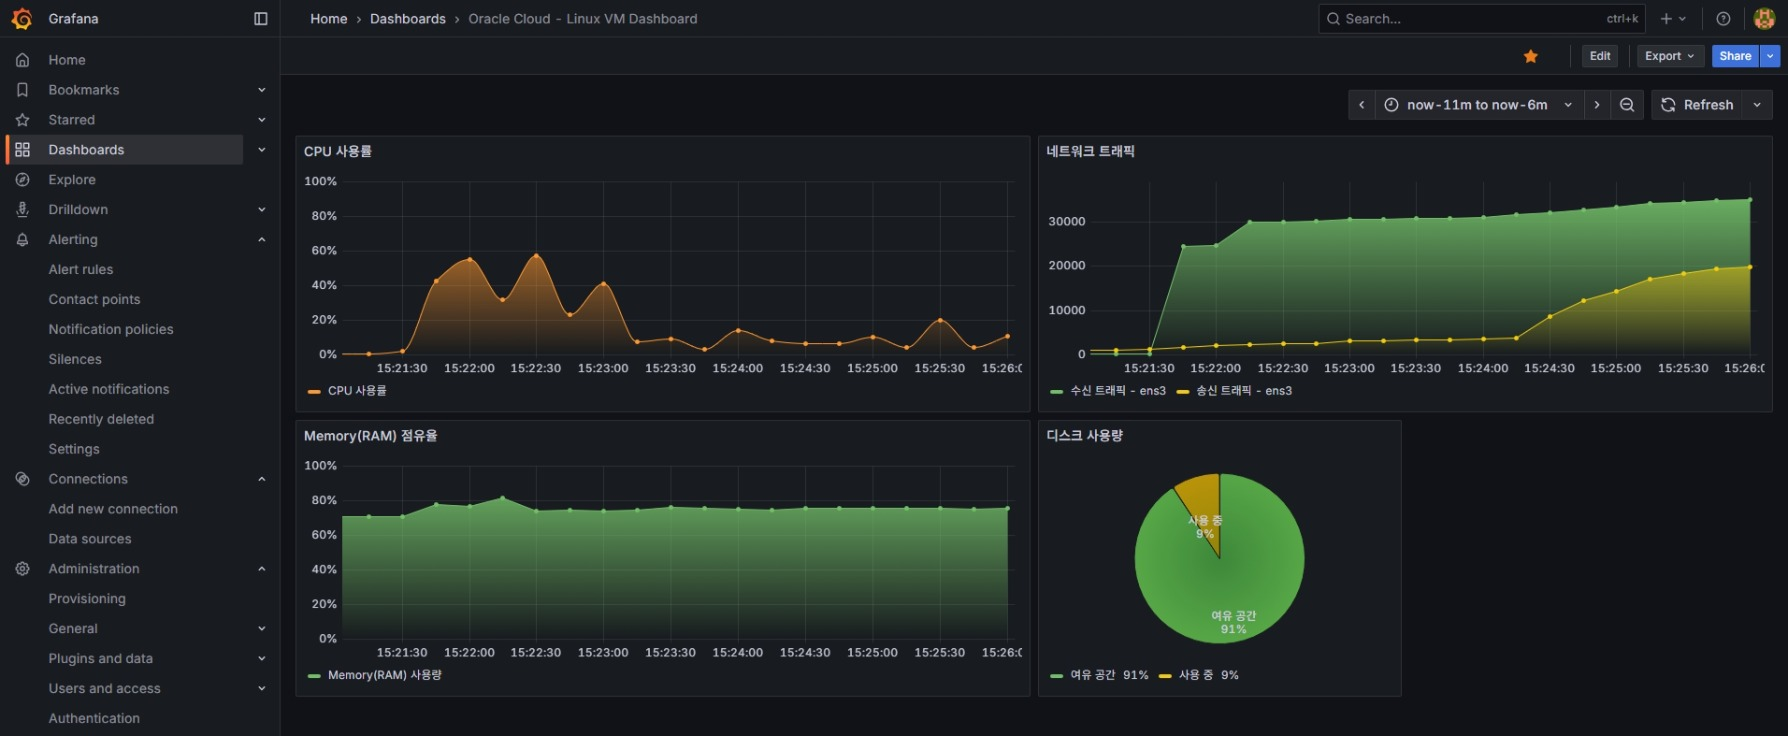 Grafana
Home › Dashboards › Oracle Cloud - Linux VM Dashboard
Search...
ctrl+k
Edit
Export
Share
now-11m to now-6m
Refresh
Home
Bookmarks
Starred
Dashboards
Explore
Drilldown
Alerting
Alert rules
Contact points
Notification policies
Silences
Active notifications
Recently deleted
Settings
Connections
Add new connection
Data sources
Administration
Provisioning
General
Plugins and data
Users and access
Authentication
CPU 사용률
100%
80%
60%
40%
20%
0%
15:21:30 15:22:00 15:22:30 15:23:00 15:23:30 15:24:00 15:24:30 15:25:00 15:25:30 15:26:0
CPU 사용률
네트워크 트래픽
30000
20000
10000
0
15:21:30 15:22:00 15:22:30 15:23:00 15:23:30 15:24:00 15:24:30 15:25:00 15:25:30 15:26:0
수신 트래픽 - ens3 송신 트래픽 - ens3
Memory(RAM) 점유율
100%
80%
60%
40%
20%
0%
15:21:30 15:22:00 15:22:30 15:23:00 15:23:30 15:24:00 15:24:30 15:25:00 15:25:30 15:26:0
Memory(RAM) 사용량
디스크 사용량
사용 중
9%
여유 공간
91%
여유 공간 91% 사용 중 9%